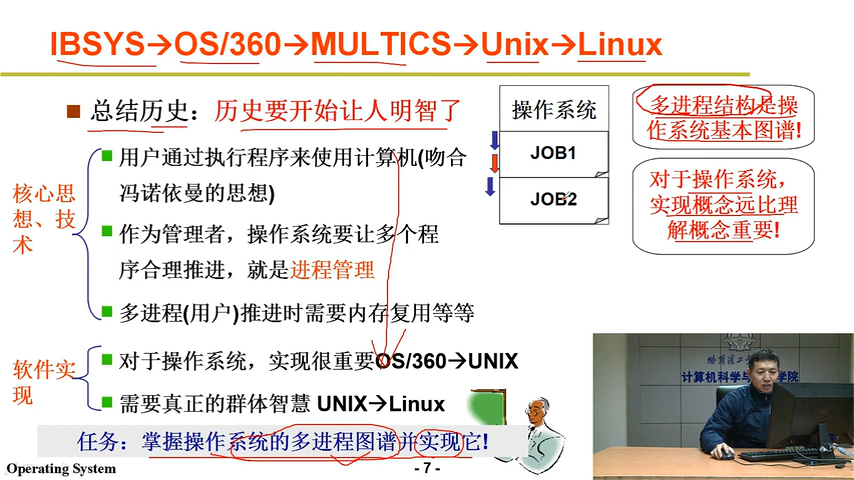 IBSYS→OS/360→MULTICS→Unix→Linux
总结历史：历史要开始让人明智了
核心思
想、技
术
用户通过执行程序来使用计算机(吻合
冯诺依曼的思想)
作为管理者，操作系统要让多个程
序合理推进，就是进程管理
多进程(用户)推进时需要内存复用等等
软件实
现
对于操作系统，实现很重要OS/360→UNIX
需要真正的群体智慧 UNIX→Linux
任务：掌握操作系统的多进程图谱并实现它!
操作系统
JOB1
JOB2
多进程结构是操
作系统基本图谱!
对于操作系统，
实现概念远比理
解概念重要!
计算机科学与
学院
Operating System
- 7 -